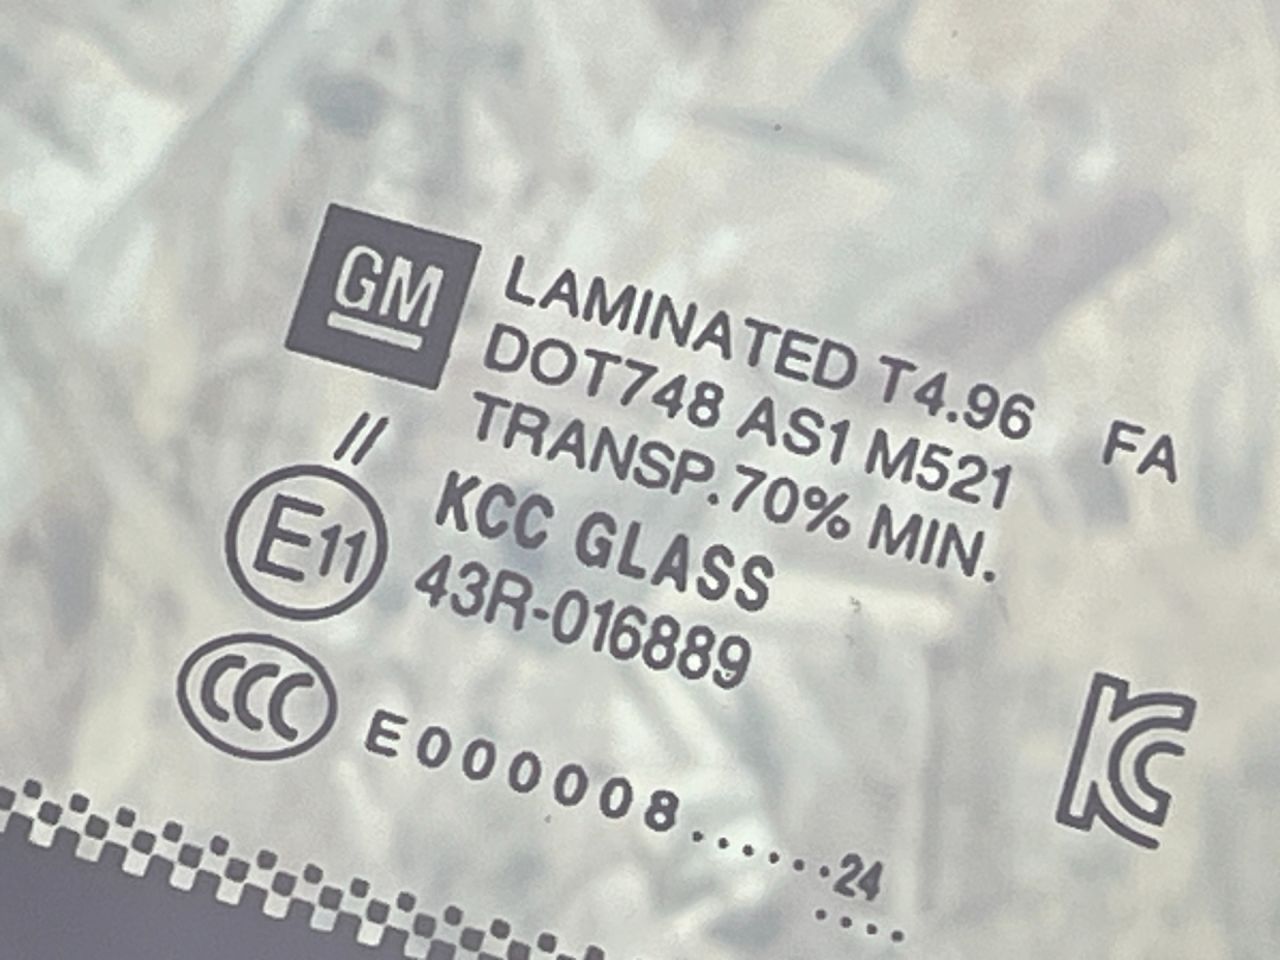 GM
LAMINATED T4.96 FA
DOT748 AS1 M521
TRANSP.70% MIN.
//
E11
KCC GLASS
43R-016889
CCC
E000008......24
....
KC